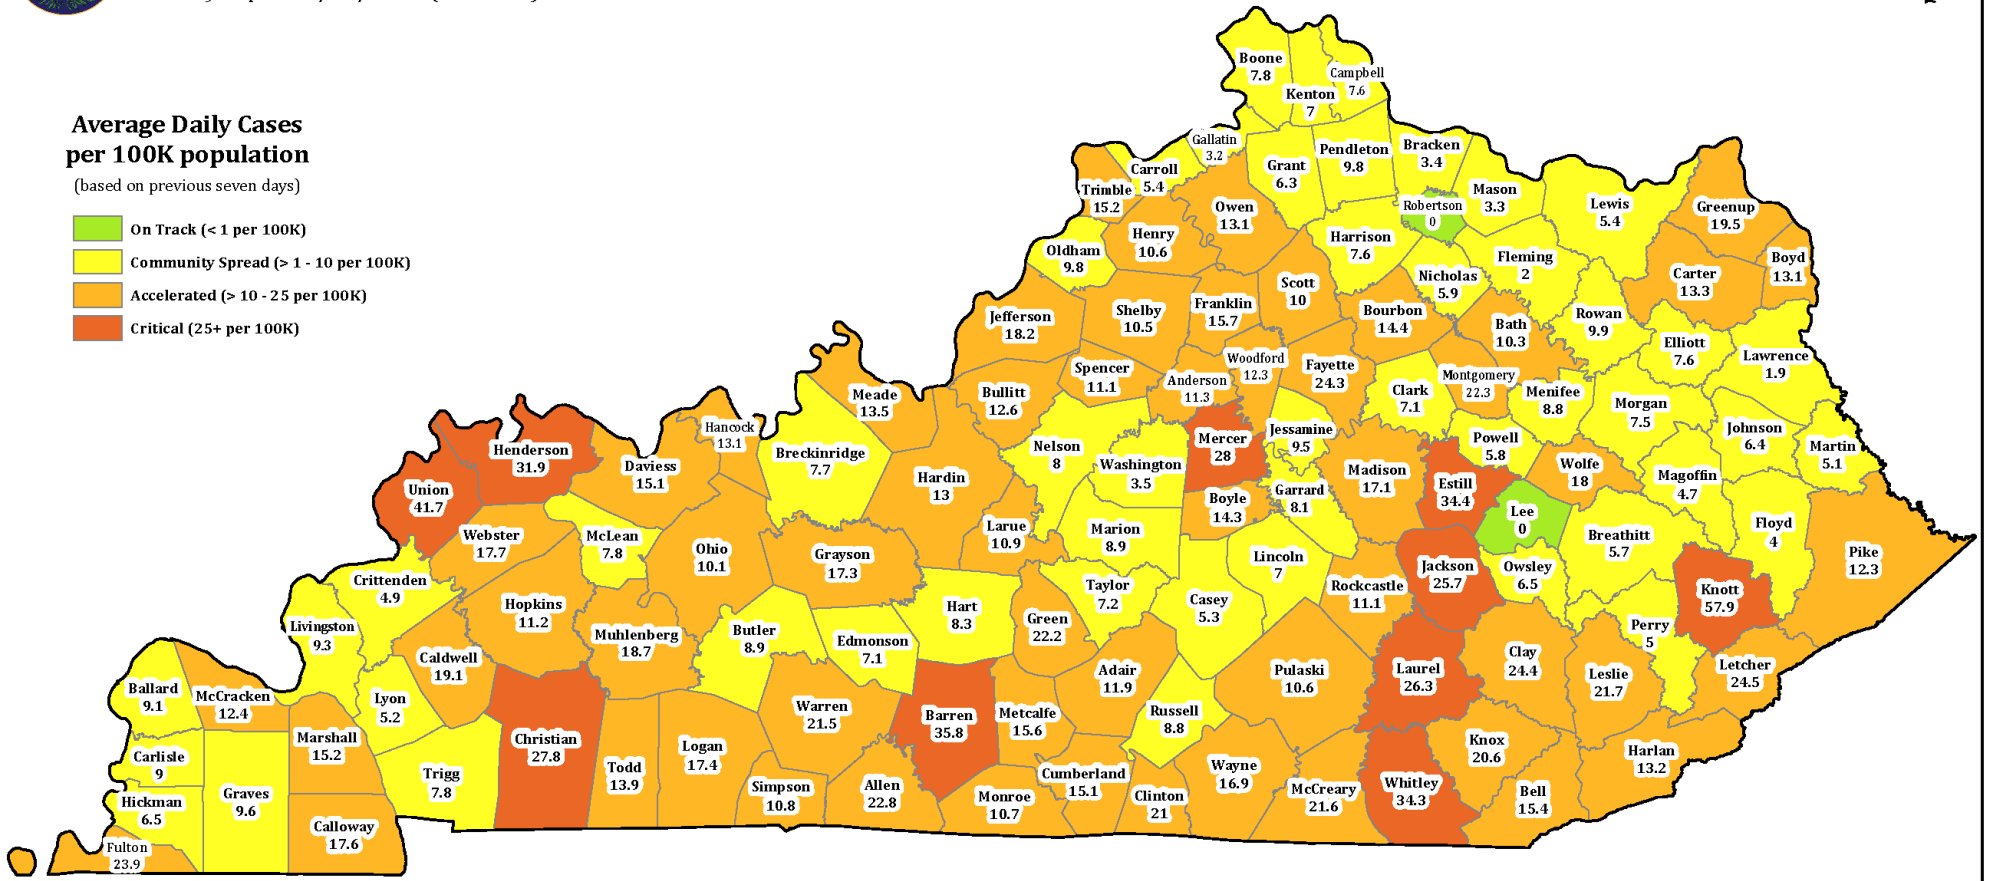 Average Daily Cases
per 100K population
(based on previous seven days)
On Track (< 1 per 100K)
Community Spread (> 1 - 10 per 100K)
Accelerated (> 10 - 25 per 100K)
Critical (25+ per 100K)
Boone
7.8
Kenton
7
Campbell
7.6
Gallatin
3.2
Carroll
5.4
Trimble
15.2
Grant
6.3
Pendleton
9.8
Bracken
3.4
Mason
3.3
Robertson
0
Lewis
5.4
Greenup
19.5
Boyd
13.1
Carter
13.3
Owen
13.1
Henry
10.6
Oldham
9.8
Harrison
7.6
Nicholas
5.9
Fleming
2
Rowan
9.9
Elliott
7.6
Lawrence
1.9
Jefferson
18.2
Shelby
10.5
Franklin
15.7
Scott
10
Bourbon
14.4
Bath
10.3
Montgomery
22.3
Menifee
8.8
Morgan
7.5
Johnson
6.4
Martin
5.1
Bullitt
12.6
Spencer
11.1
Anderson
11.3
Woodford
12.3
Fayette
24.3
Clark
7.1
Powell
5.8
Wolfe
18
Magoffin
4.7
Floyd
4
Pike
12.3
Meade
13.5
Hancock
13.1
Breckinridge
7.7
Hardin
13
Nelson
8
Washington
3.5
Mercer
28
Jessamine
9.5
Garrard
8.1
Madison
17.1
Estill
34.4
Lee
0
Breathitt
5.7
Knott
57.9
Henderson
31.9
Union
41.7
Daviess
15.1
Webster
17.7
McLean
7.8
Ohio
10.1
Grayson
17.3
Larue
10.9
Marion
8.9
Boyle
14.3
Lincoln
7
Rockcastle
11.1
Jackson
25.7
Owsley
6.5
Perry
5
Letcher
24.5
Crittenden
4.9
Livingston
9.3
Hopkins
11.2
Caldwell
19.1
Muhlenberg
18.7
Butler
8.9
Edmonson
7.1
Hart
8.3
Green
22.2
Taylor
7.2
Casey
5.3
Adair
11.9
Pulaski
10.6
Laurel
26.3
Clay
24.4
Leslie
21.7
Ballard
9.1
McCracken
12.4
Lyon
5.2
Carlisle
9
Marshall
15.2
Trigg
7.8
Christian
27.8
Todd
13.9
Logan
17.4
Warren
21.5
Simpson
10.8
Allen
22.8
Barren
35.8
Metcalfe
15.6
Monroe
10.7
Cumberland
15.1
Russell
8.8
Clinton
21
Wayne
16.9
McCreary
21.6
Whitley
34.3
Knox
20.6
Bell
15.4
Harlan
13.2
Hickman
6.5
Graves
9.6
Calloway
17.6
Fulton
23.9